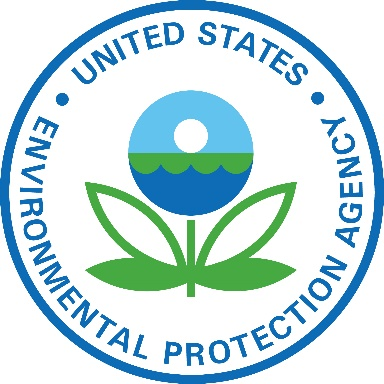 UNITED STATES
ENVIRONMENTAL PROTECTION AGENCY